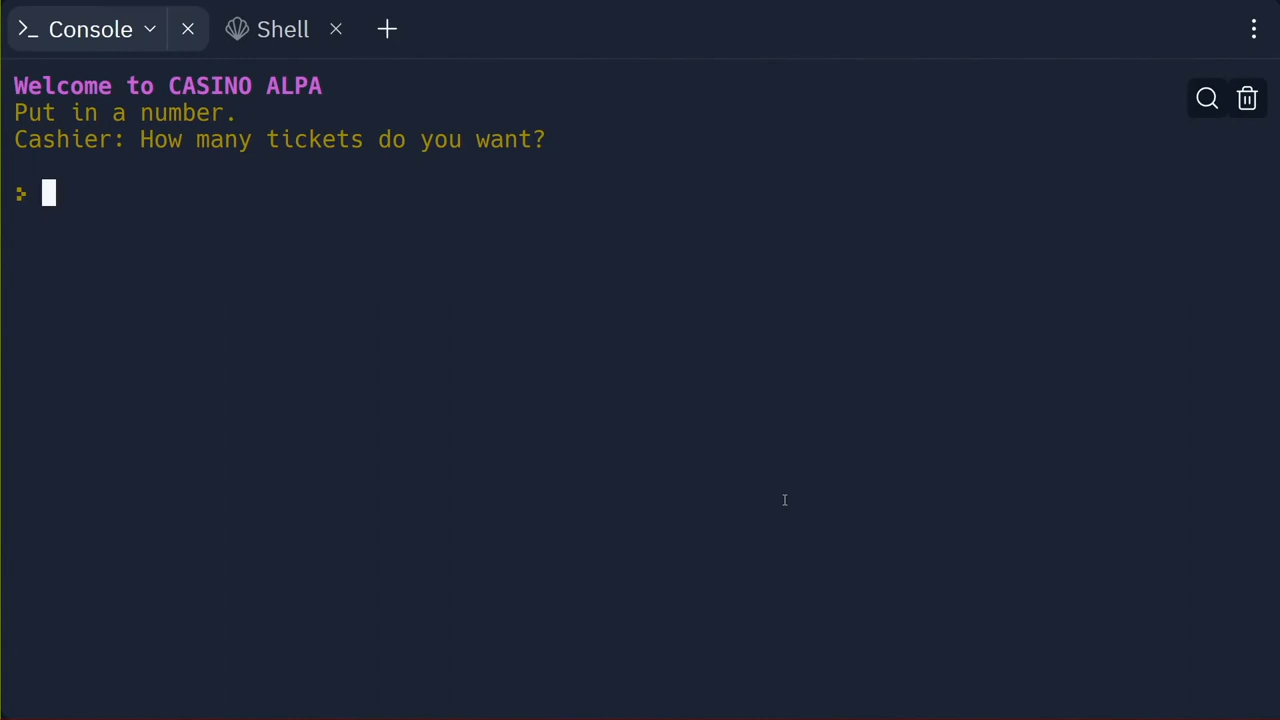 Console
Shell
Welcome to CASINO ALPA
Put in a number.
Cashier: How many tickets do you want?
>